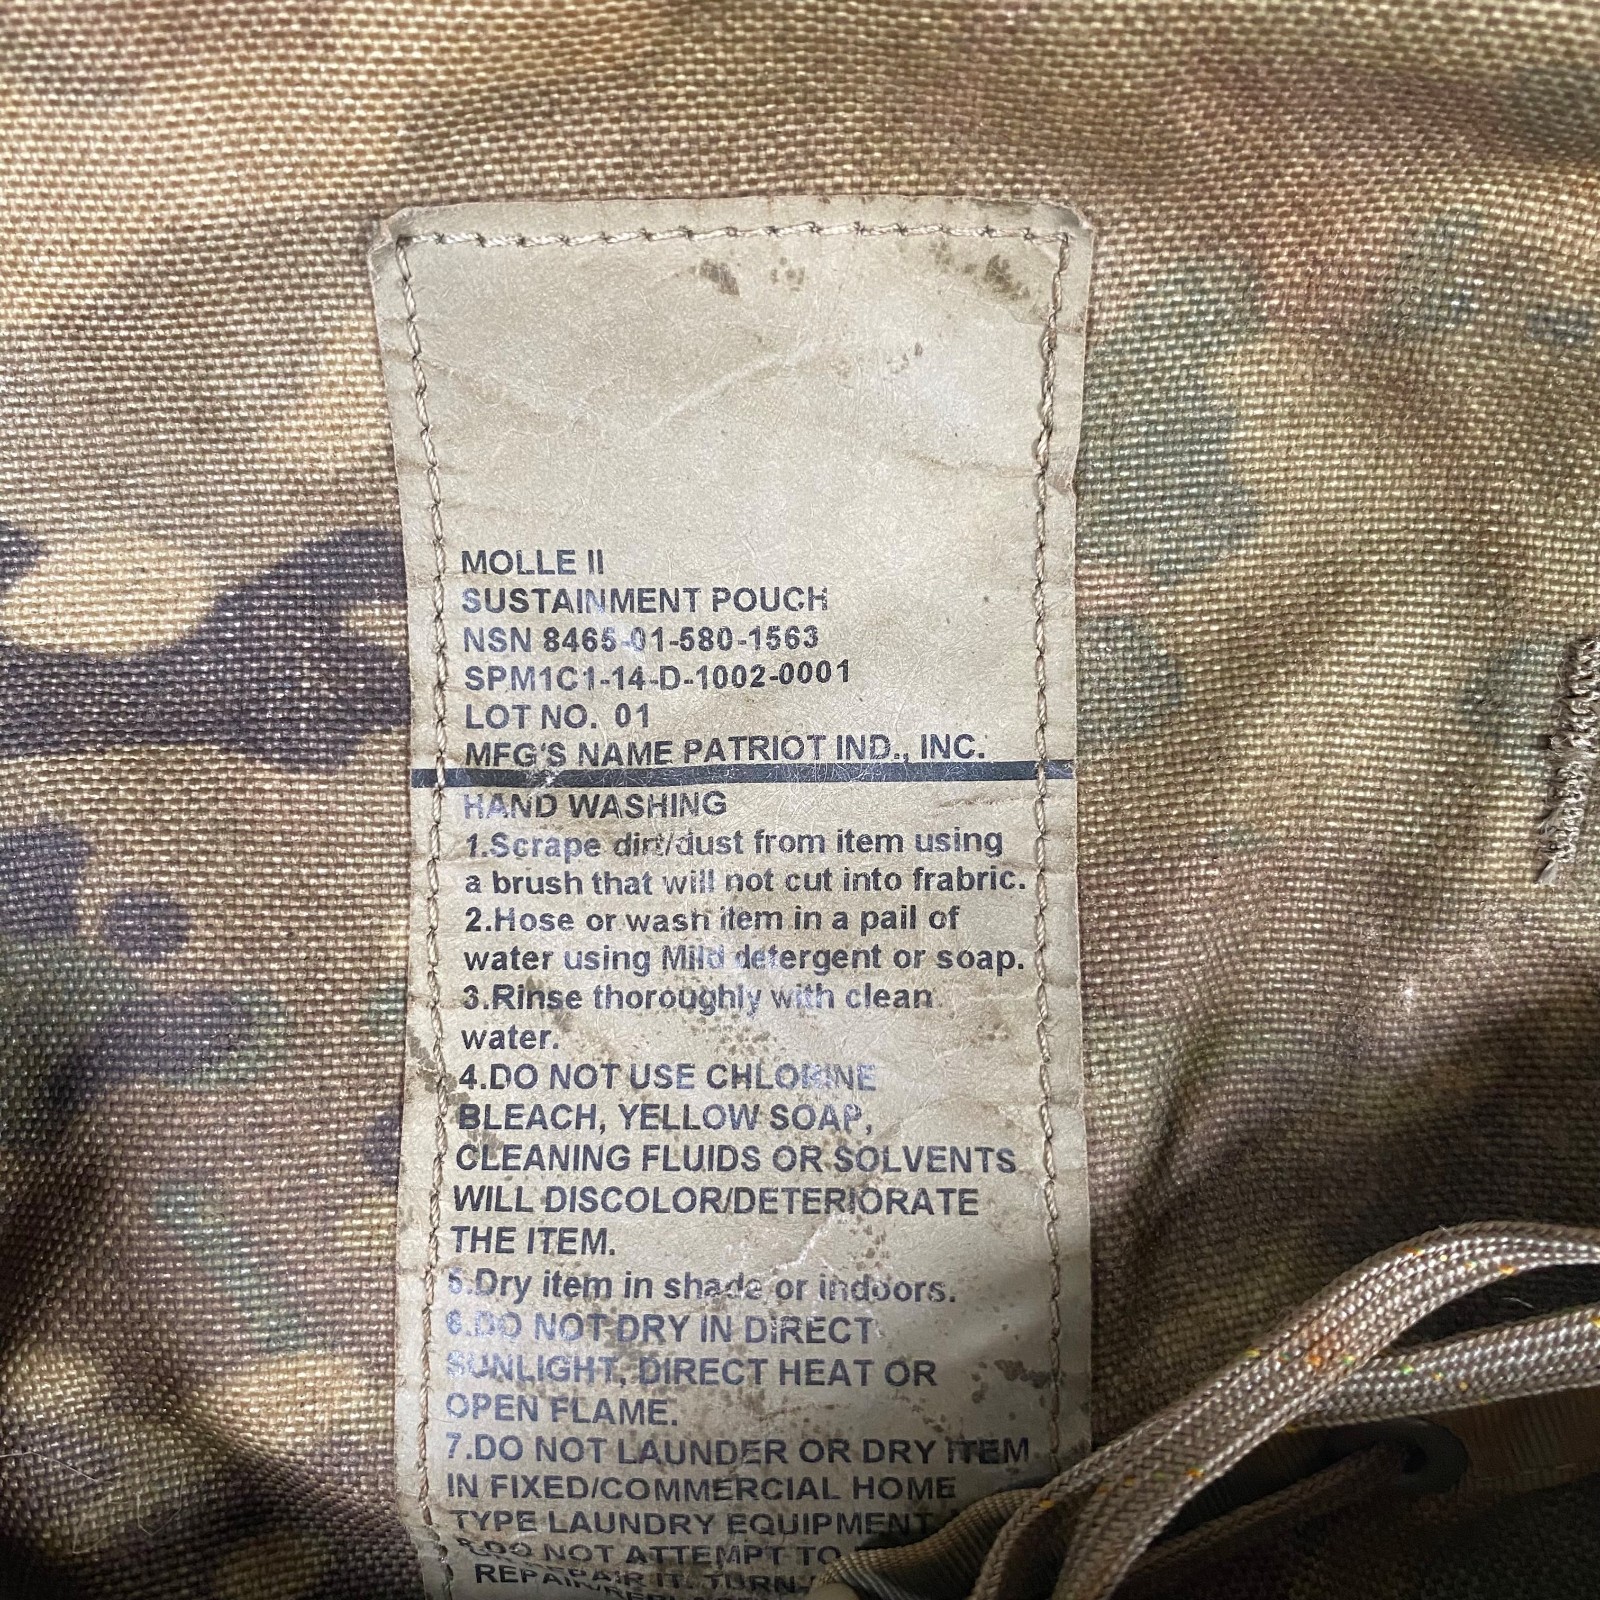 MOLLE II
SUSTAINMENT POUCH
NSN 8465-01-580-1563
SPM1C1-14-D-1002-0001
LOT NO. 01
MFG'S NAME PATRIOT IND., INC.
HAND WASHING
1.Scrape dirt/dust from item using
a brush that will not cut into frabric.
2.Hose or wash item in a pail of
water using Mild detergent or soap.
3.Rinse thoroughly with clean
water.
4.DO NOT USE CHLORINE
BLEACH, YELLOW SOAP,
CLEANING FLUIDS OR SOLVENTS
WILL DISCOLOR/DETERIORATE
THE ITEM.
5.Dry item in shade or indoors.
6.DO NOT DRY IN DIRECT
SUNLIGHT, DIRECT HEAT OR
OPEN FLAME.
7.DO NOT LAUNDER OR DRY ITEM
IN FIXED/COMMERCIAL HOME
TYPE LAUNDRY EQUIPMENT
8.DO NOT ATTEMPT TO